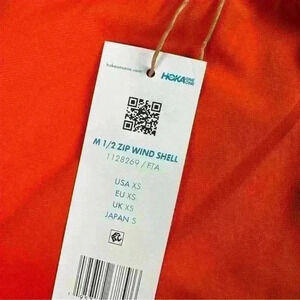 hokaoneone.com
HOKA ONE ONE
M 1/2 ZIP WIND SHELL
1128269 / FTA
USA XS
EU XS
UK XS
JAPAN S